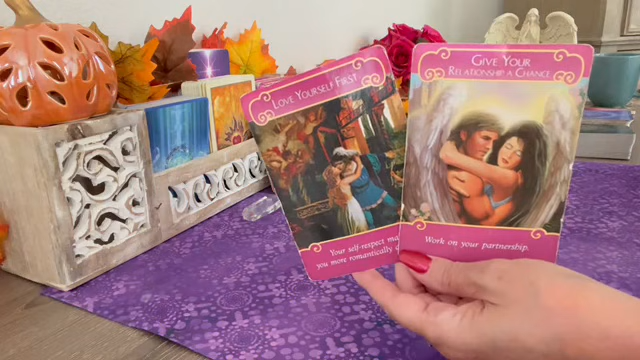 LOVE YOURSELF FIRST
Your self-respect ma
you more romantically
GIVE YOUR
RELATIONSHIP A CHANCE
Work on your partnership.